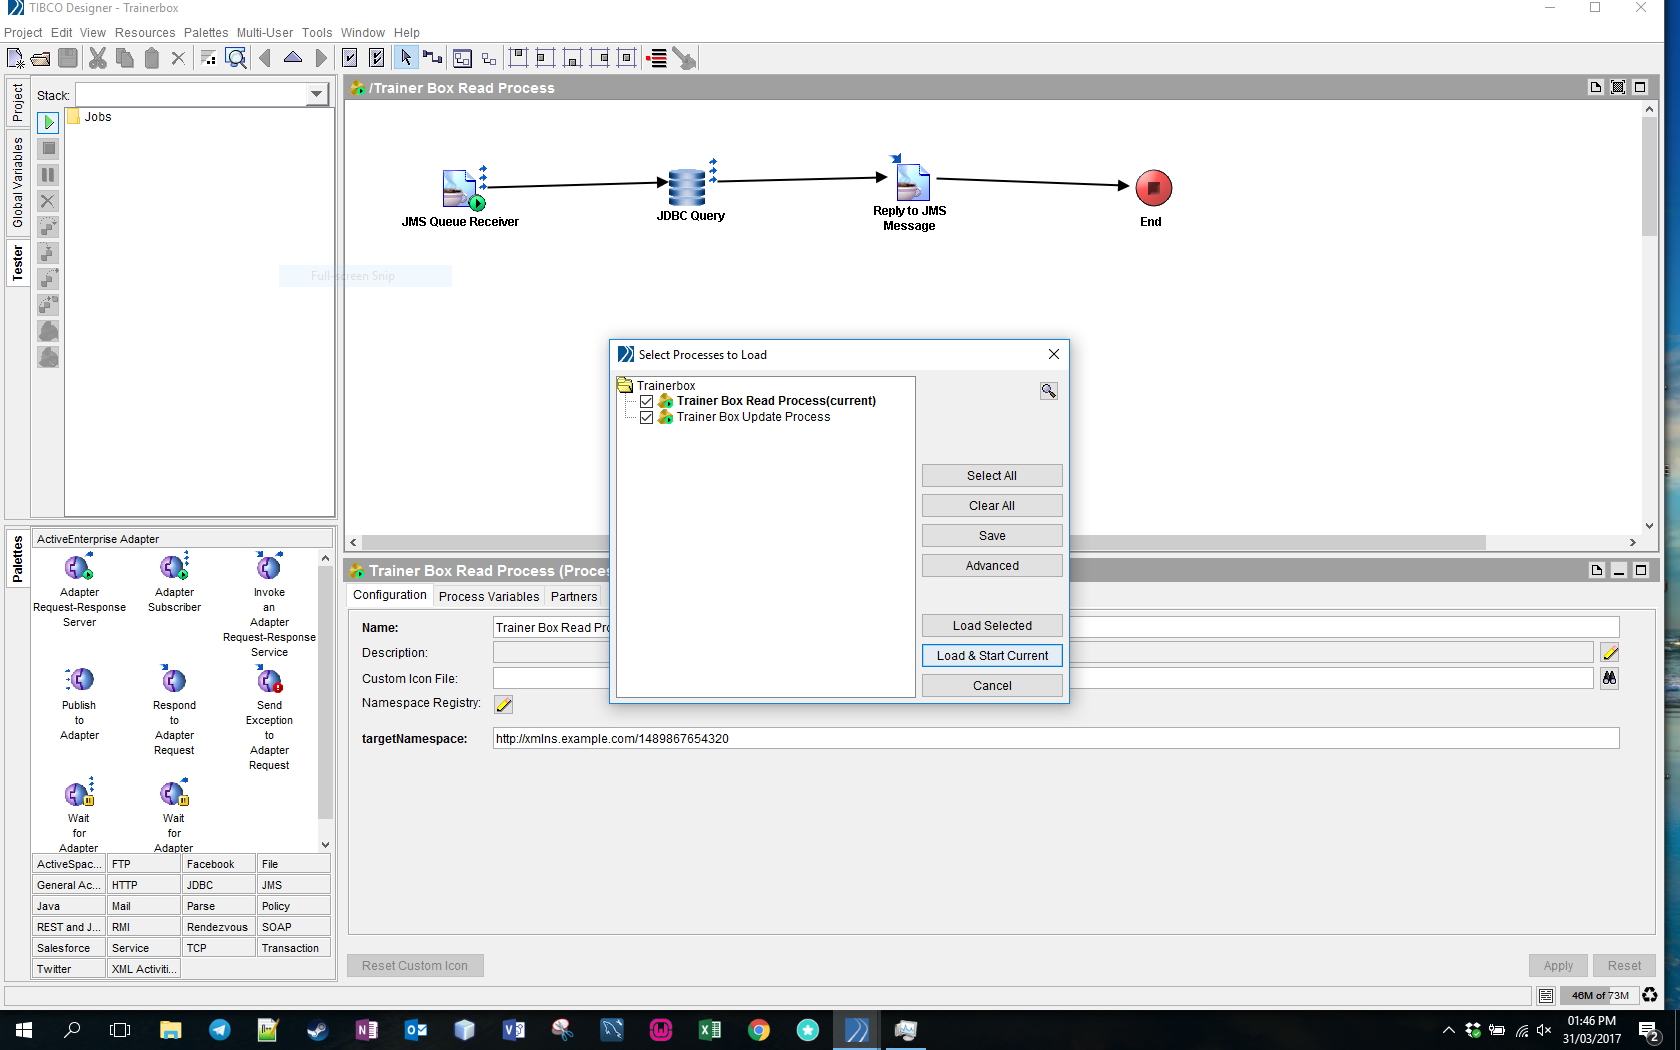 TIBCO Designer - Trainerbox
Project Edit View Resources Palettes Multi-User Tools Window Help
Project
Global Variables
Tester
Stack:
Jobs
/Trainer Box Read Process
JMS Queue Receiver
JDBC Query
Reply to JMS
Message
End
Full-screen Snip
Select Processes to Load
Trainerbox
Trainer Box Read Process(current)
Trainer Box Update Process
Select All
Clear All
Save
Advanced
Load Selected
Load & Start Current
Cancel
Palettes
ActiveEnterprise Adapter
Adapter
Request-Response
Server
Adapter
Subscriber
Invoke
an
Adapter
Request-Response
Service
Publish
to
Adapter
Respond
to
Adapter
Request
Send
Exception
to
Adapter
Request
Wait
for
Adapter
Wait
for
Adapter
ActiveSpac... FTP Facebook File
General Ac... HTTP JDBC JMS
Java Mail Parse Policy
REST and J... RMI Rendezvous SOAP
Salesforce Service TCP Transaction
Twitter XML Activiti...
Trainer Box Read Process (Proces
Configuration Process Variables Partners
Name: Trainer Box Read Pro
Description:
Custom Icon File:
Namespace Registry:
targetNamespace: http://xmlns.example.com/1489867654320
Reset Custom Icon
Apply Reset
46M of 73M
01:46 PM
31/03/2017
2